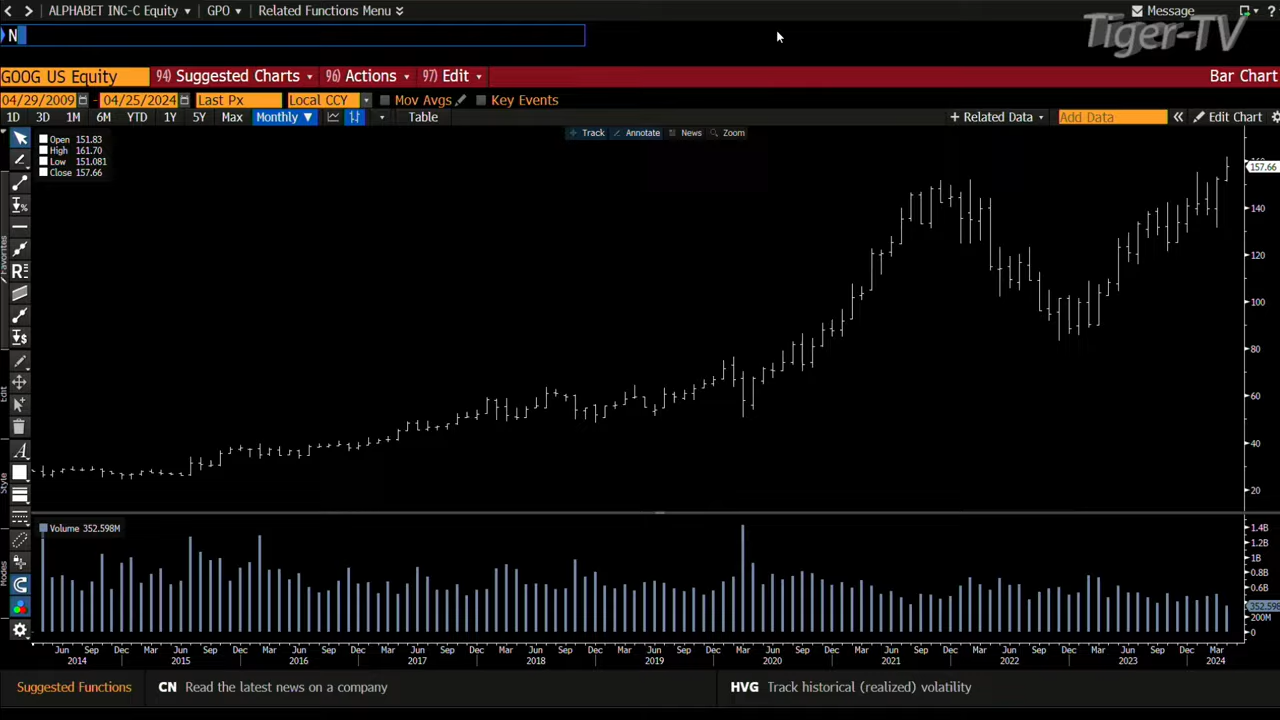 ALPHABET INC-C Equity GPO Related Functions Menu Message ?
N
Tiger-TV
GOOG US Equity 94) Suggested Charts 96) Actions 97) Edit Bar Chart
04/29/2009 - 04/25/2024 Last Px Local CCY Mov Avgs Key Events
1D 3D 1M 6M YTD 1Y 5Y Max Monthly ▼ Table + Related Data Add Data « Edit Chart
Track Annotate News Zoom
Open 151.83
High 161.70
Low 151.081
Close 157.66
157.66
140
120
100
80
60
40
20
Favorites
Edit
Style
Modes
Volume 352.598M
1.4B
1.2B
1B
0.8B
0.6B
352.598
200M
0
Jun Sep Dec Mar Jun Sep Dec Mar Jun Sep Dec Mar Jun Sep Dec Mar Jun Sep Dec Mar Jun Sep Dec Mar Jun Sep Dec Mar Jun Sep Dec Mar Jun Sep Dec Mar Jun Sep Dec Mar
2014 2015 2016 2017 2018 2019 2020 2021 2022 2023 2024
Suggested Functions CN Read the latest news on a company HVG Track historical (realized) volatility